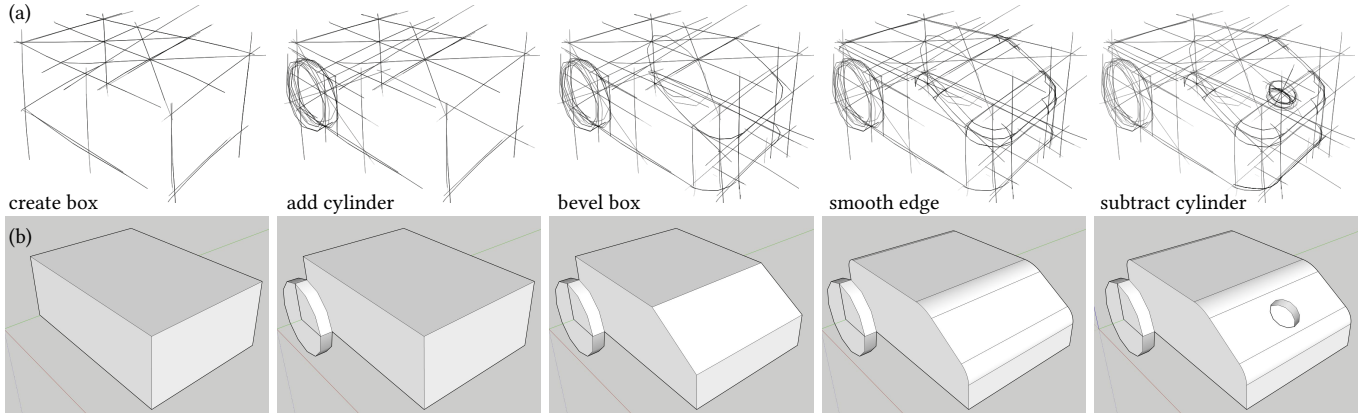 (a)
create box
add cylinder
bevel box
smooth edge
subtract cylinder
(b)